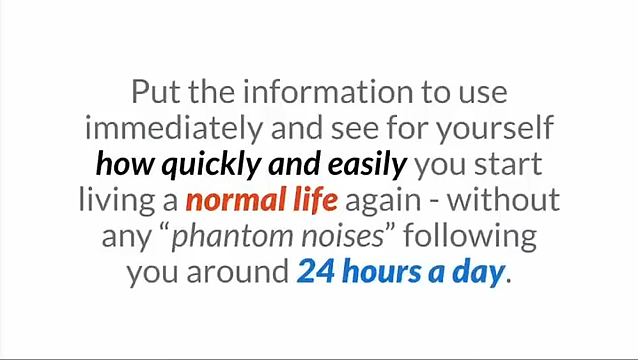 Put the information to use
immediately and see for yourself
how quickly and easily you start
living a normal life again - without
any “phantom noises” following
you around 24 hours a day.